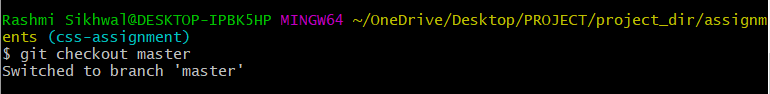 Rashmi Sikhwal@DESKTOP-IPBK5HP MINGW64 ~/OneDrive/Desktop/PROJECT/project_dir/assignm
ents (css-assignment)
$ git checkout master
Switched to branch 'master'